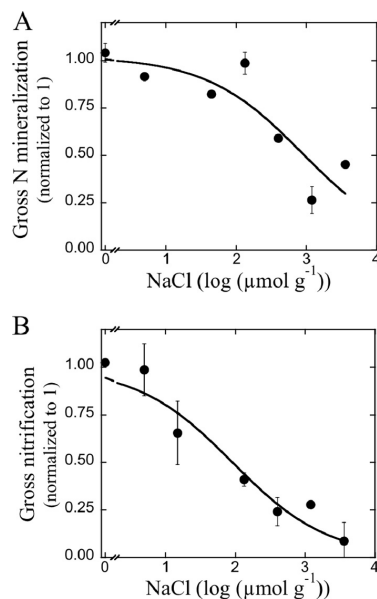 A
Gross N mineralization
(normalized to 1)
1.00
0.75
0.50
0.25
0.00
0 1 2 3 4
NaCl (log (µmol g⁻¹))
B
Gross nitrification
(normalized to 1)
1.00
0.75
0.50
0.25
0.00
0 1 2 3 4
NaCl (log (µmol g⁻¹))